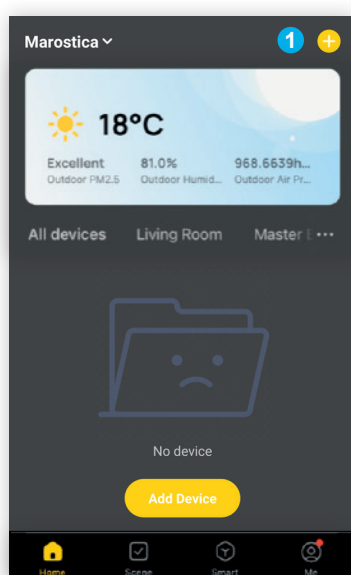 Marostica
1 +
18°C
Excellent 81.0% 968.6639h...
Outdoor PM2.5 Outdoor Humid... Outdoor Air Pr...
All devices Living Room Master ...
No device
Add Device
Home Scene Smart Me